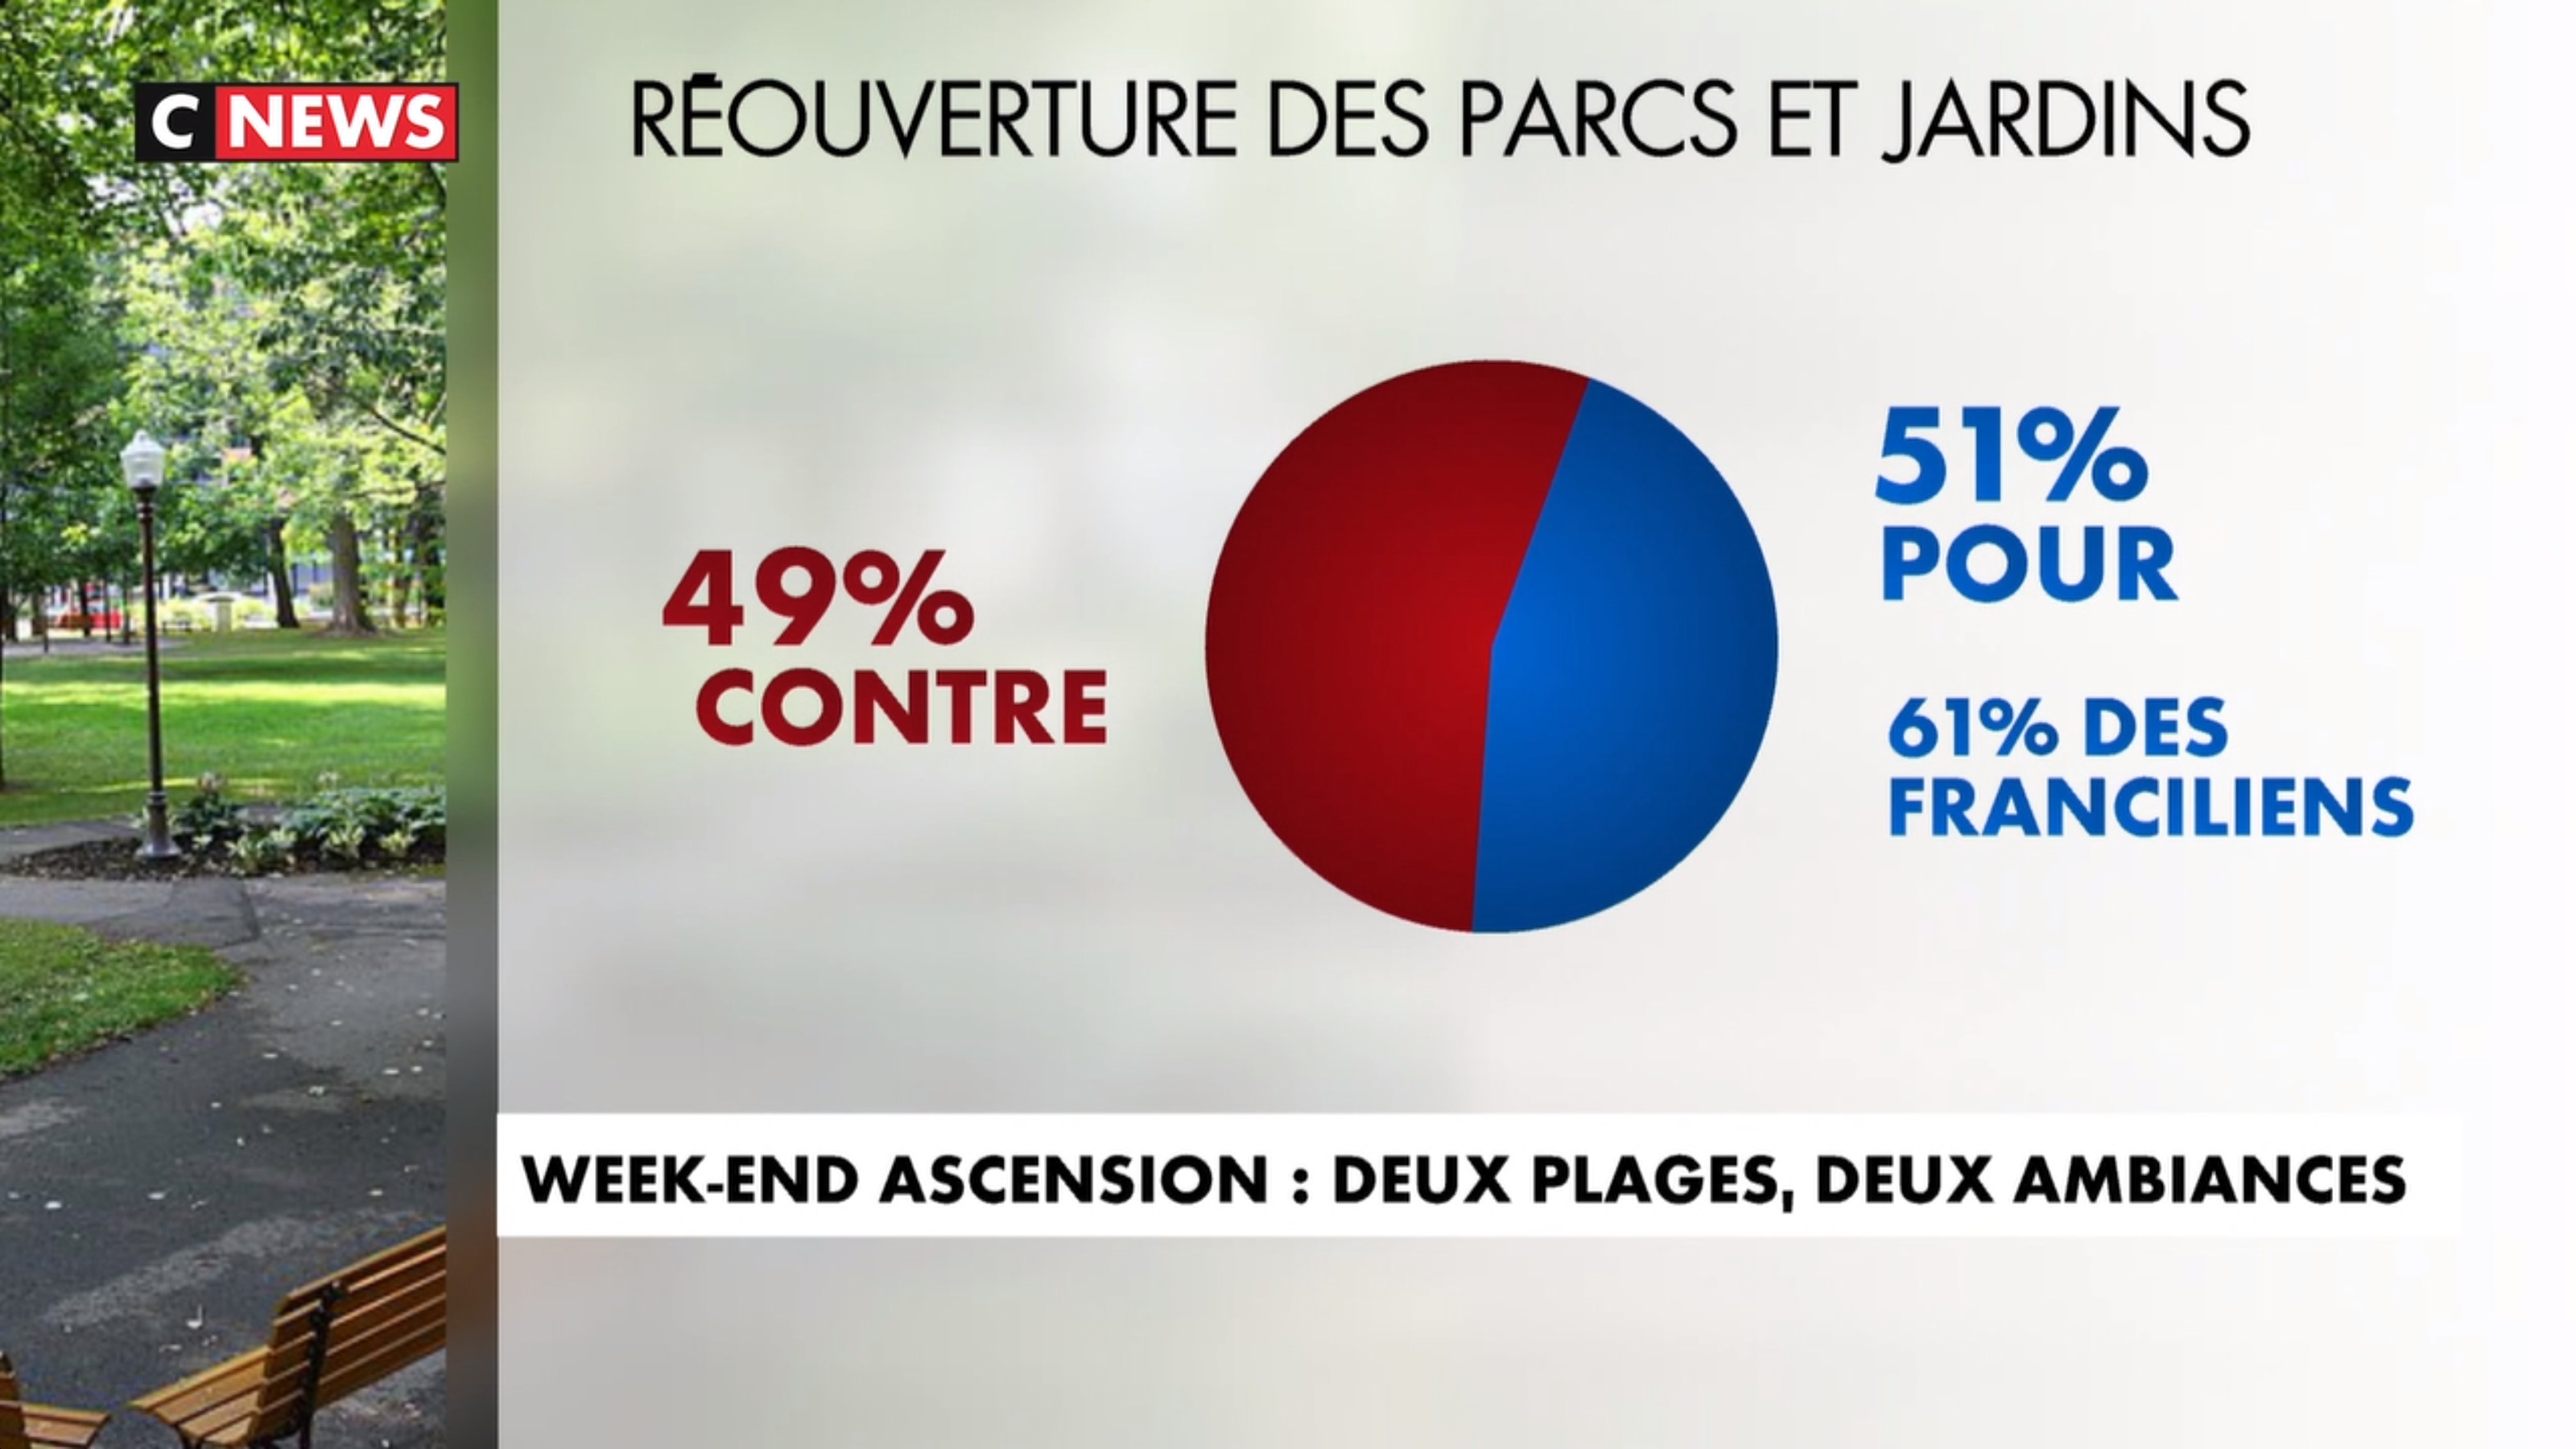 C NEWS
RÉOUVERTURE DES PARCS ET JARDINS
49%
CONTRE
51%
POUR
61% DES
FRANCILIENS
WEEK-END ASCENSION : DEUX PLAGES, DEUX AMBIANCES